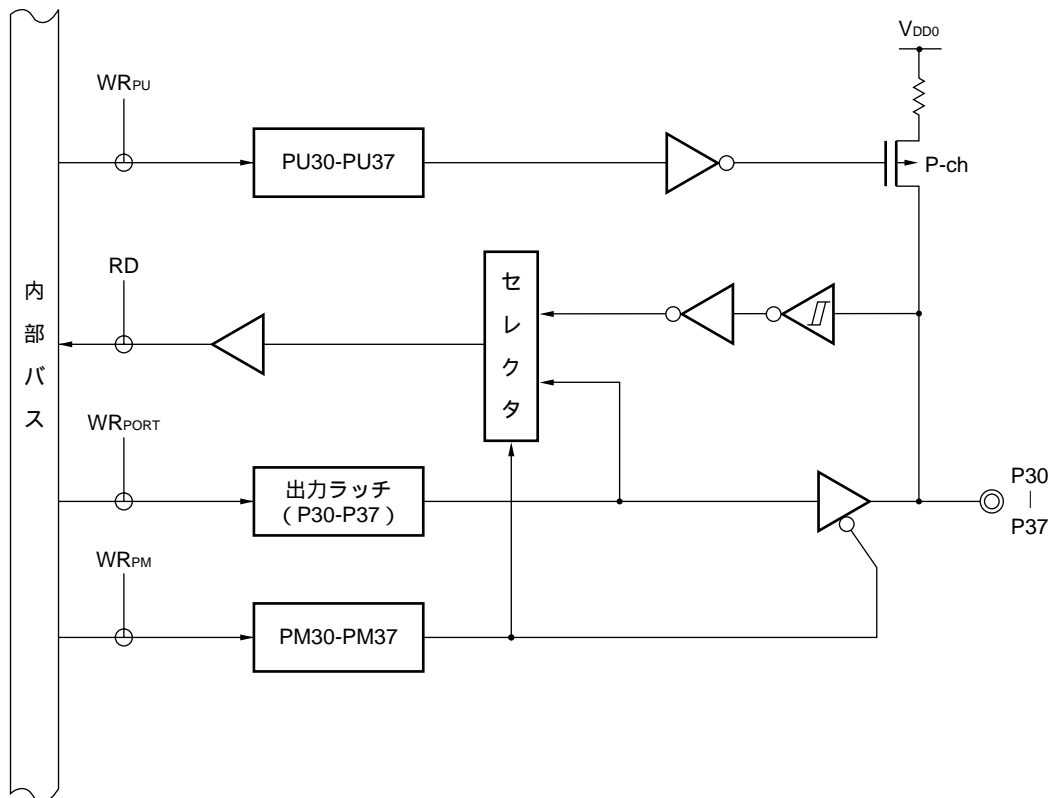 VDD0
WRPU
PU30-PU37
P-ch
RD
内部バス
セレクタ
WRPORT
出力ラッチ
(P30-P37)
P30
|
P37
WRPM
PM30-PM37